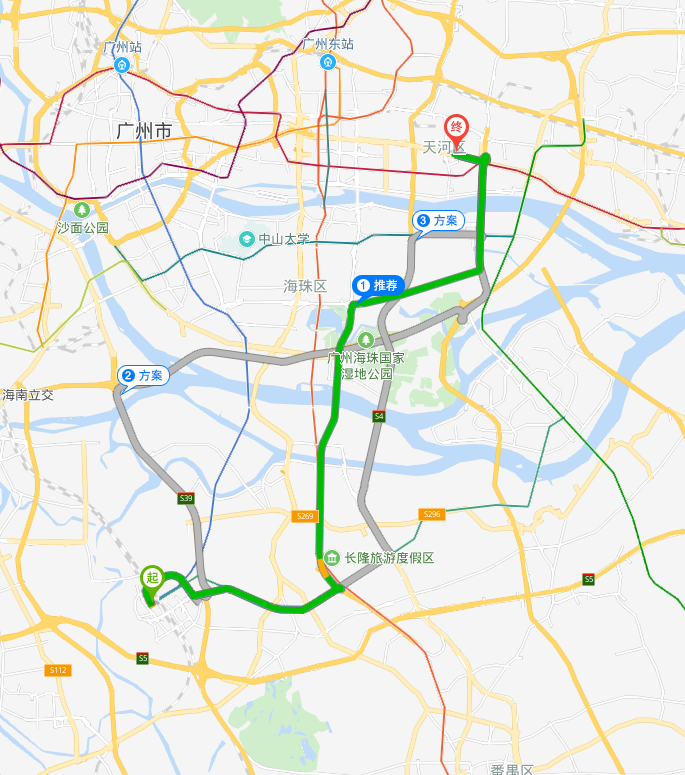 广州站
广州东站
广州市
终
天河区
沙面公园
中山大学
3 方案
海珠区
1 推荐
广州海珠国家
湿地公园
2 方案
海南立交
S4
S39
S269
S296
长隆旅游度假区
起
S5
S5
S112
番禺区